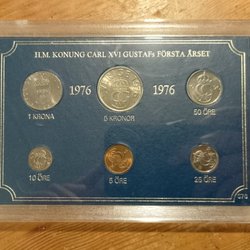 H.M. KONUNG CARL XVI GUSTAFs FÖRSTA ÅRSET
1976 1976
1 KRONA 5 KRONOR 50 ÖRE
10 ÖRE 5 ÖRE 25 ÖRE